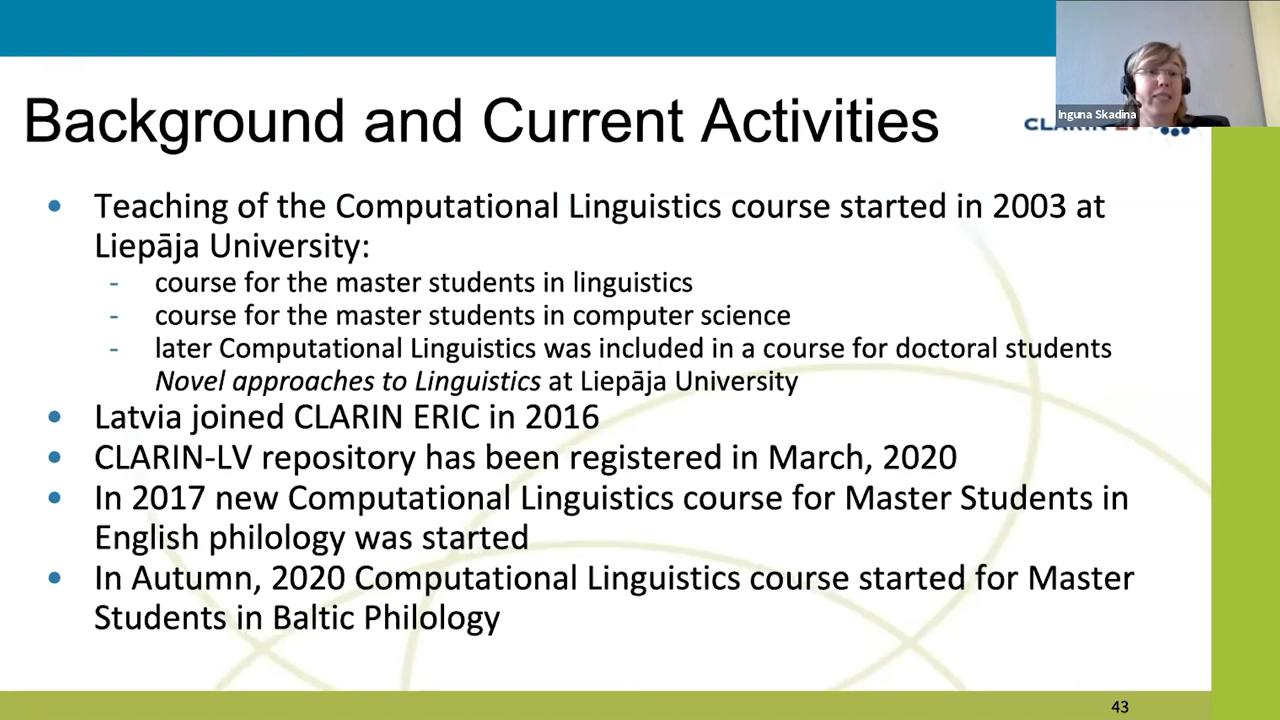 Background and Current Activities
Inguna Skadina
• Teaching of the Computational Linguistics course started in 2003 at
Liepāja University:
- course for the master students in linguistics
- course for the master students in computer science
- later Computational Linguistics was included in a course for doctoral students
Novel approaches to Linguistics at Liepāja University
• Latvia joined CLARIN ERIC in 2016
• CLARIN-LV repository has been registered in March, 2020
• In 2017 new Computational Linguistics course for Master Students in
English philology was started
• In Autumn, 2020 Computational Linguistics course started for Master
Students in Baltic Philology
43